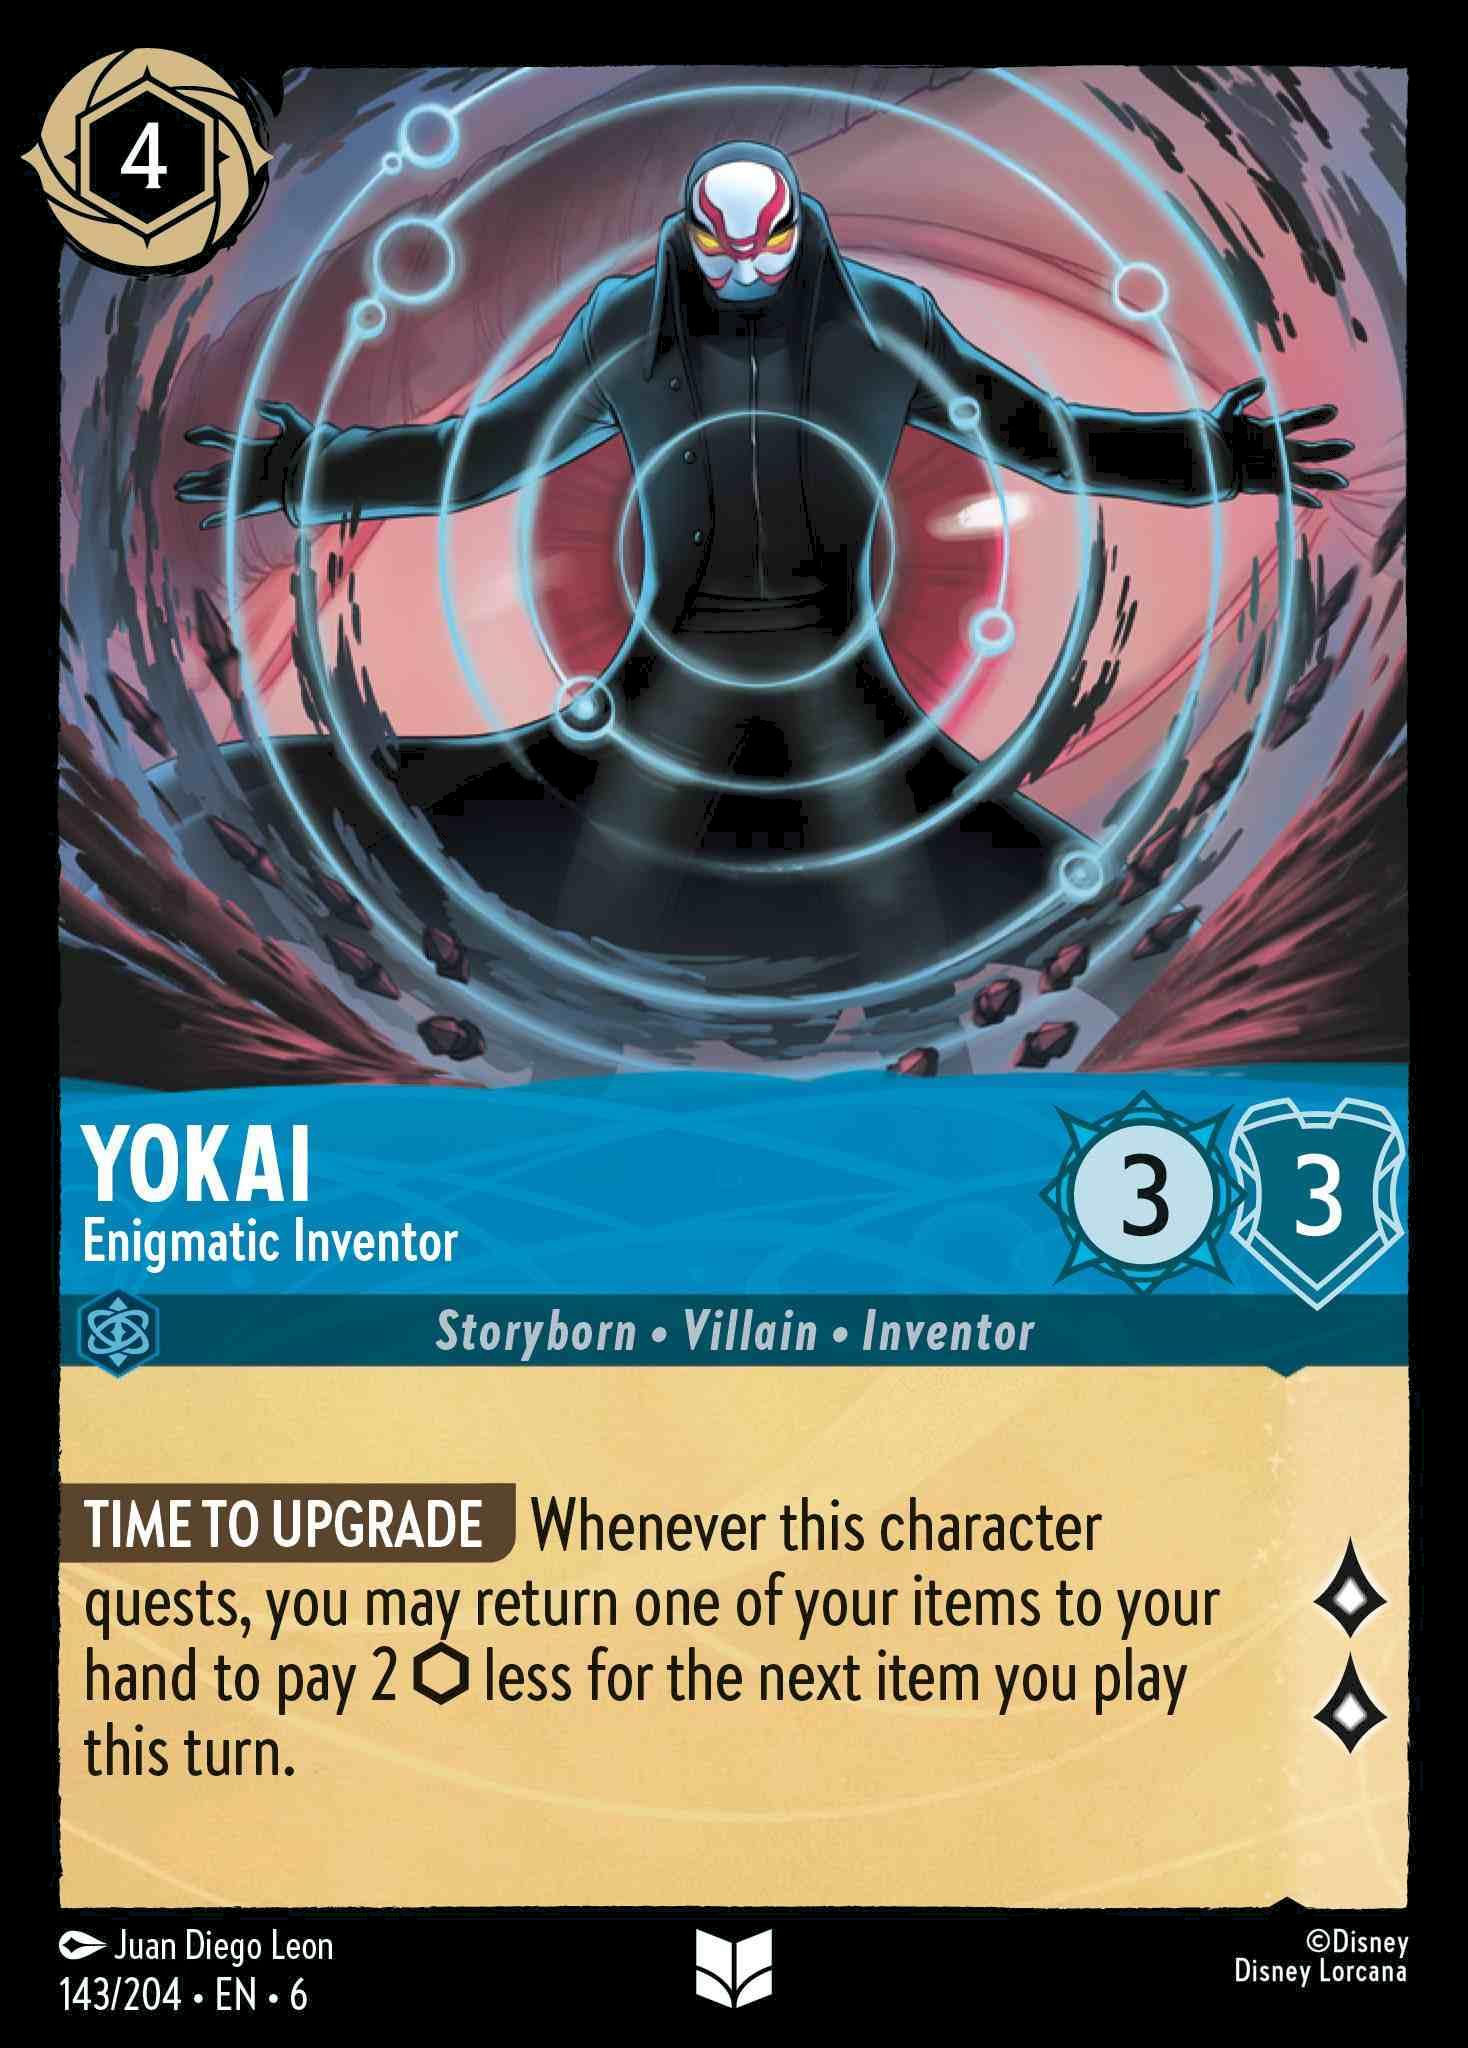 4
YOKAI
Enigmatic Inventor
3
3
Storyborn • Villain • Inventor
TIME TO UPGRADE Whenever this character
quests, you may return one of your items to your
hand to pay 2 ⬡ less for the next item you play
this turn.
Juan Diego Leon
143/204 • EN • 6
©Disney
Disney Lorcana